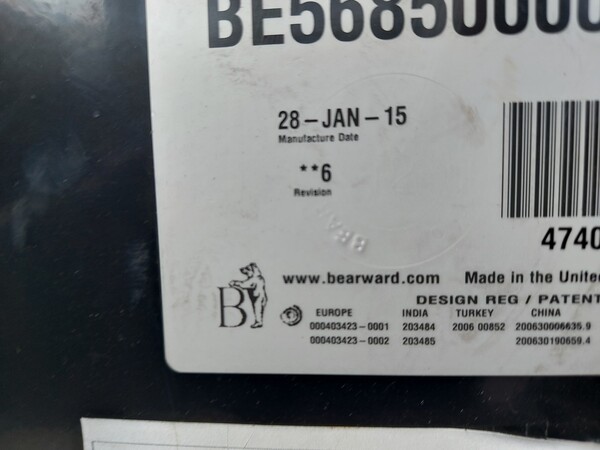 BE56850000
28-JAN-15
Manufacture Date
**6
Revision
4740
BE
www.bearward.com Made in the United
DESIGN REG / PATENT
EUROPE INDIA TURKEY CHINA
000403423-0001 203484 2006 00852 200630006635.9
000403423-0002 203485 200630190659.4